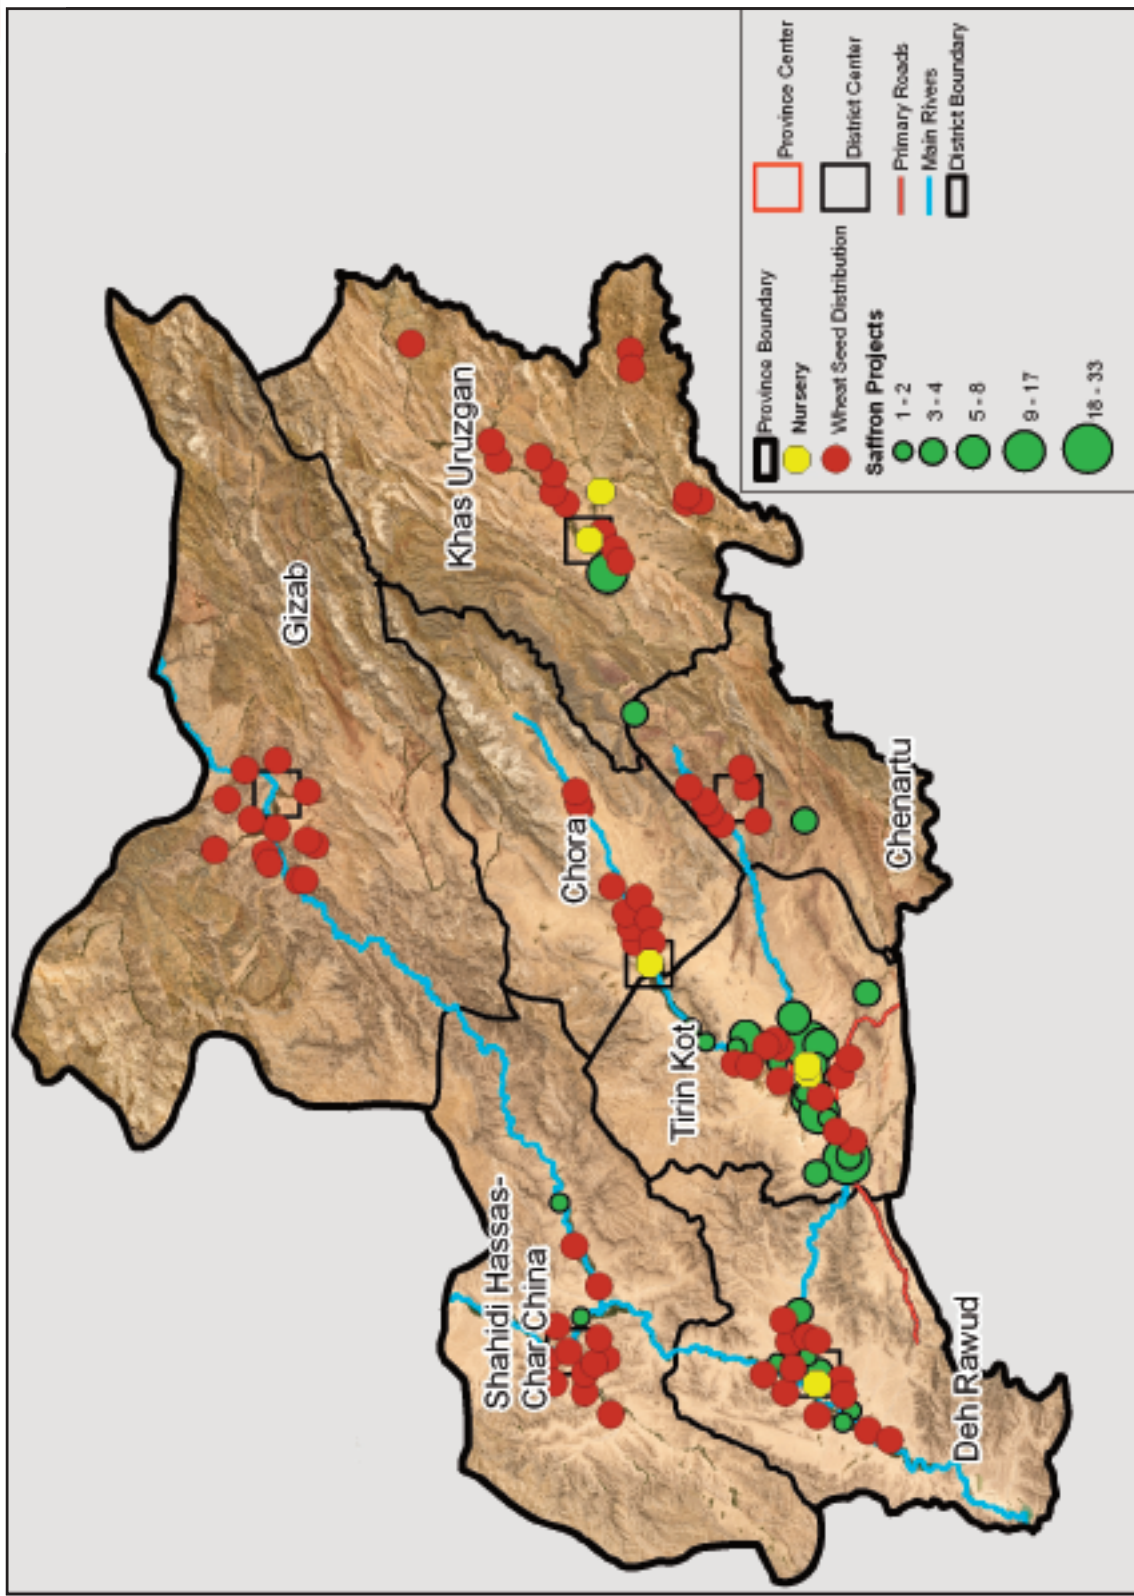 Gizab
Khas Uruzgan
Shahidi Hassas-
Char China
Chora
Tirin Kot
Chenartu
Deh Rawud
Province Boundary
Nursery
Wheat Seed Distribution
Saffron Projects
1 - 2
3 - 4
5 - 8
9 - 17
18 - 33
Province Center
District Center
Primary Roads
Main Rivers
District Boundary